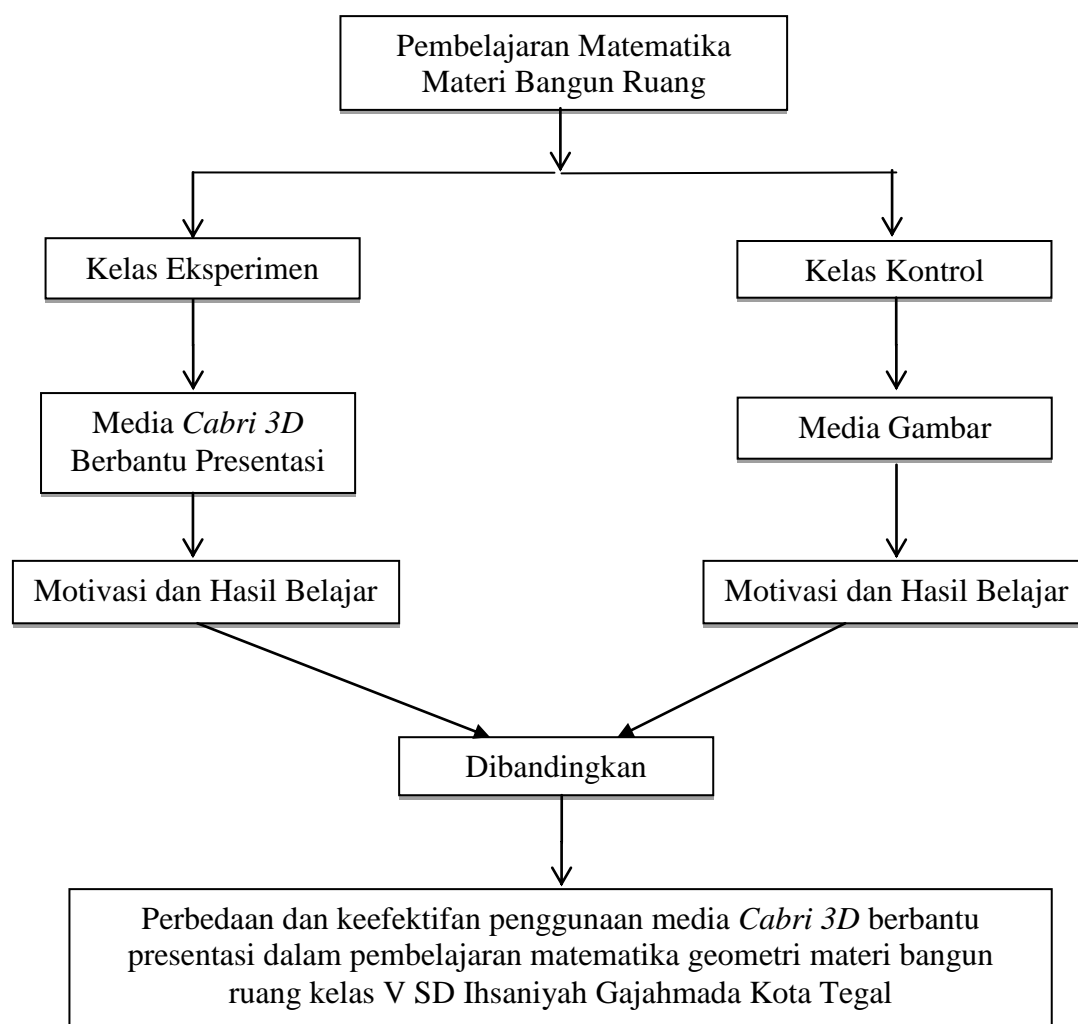 Pembelajaran Matematika
Materi Bangun Ruang
Kelas Eksperimen
Kelas Kontrol
Media Cabri 3D
Berbantu Presentasi
Media Gambar
Motivasi dan Hasil Belajar
Motivasi dan Hasil Belajar
Dibandingkan
Perbedaan dan keefektifan penggunaan media Cabri 3D berbantu
presentasi dalam pembelajaran matematika geometri materi bangun
ruang kelas V SD Ihsaniyah Gajahmada Kota Tegal